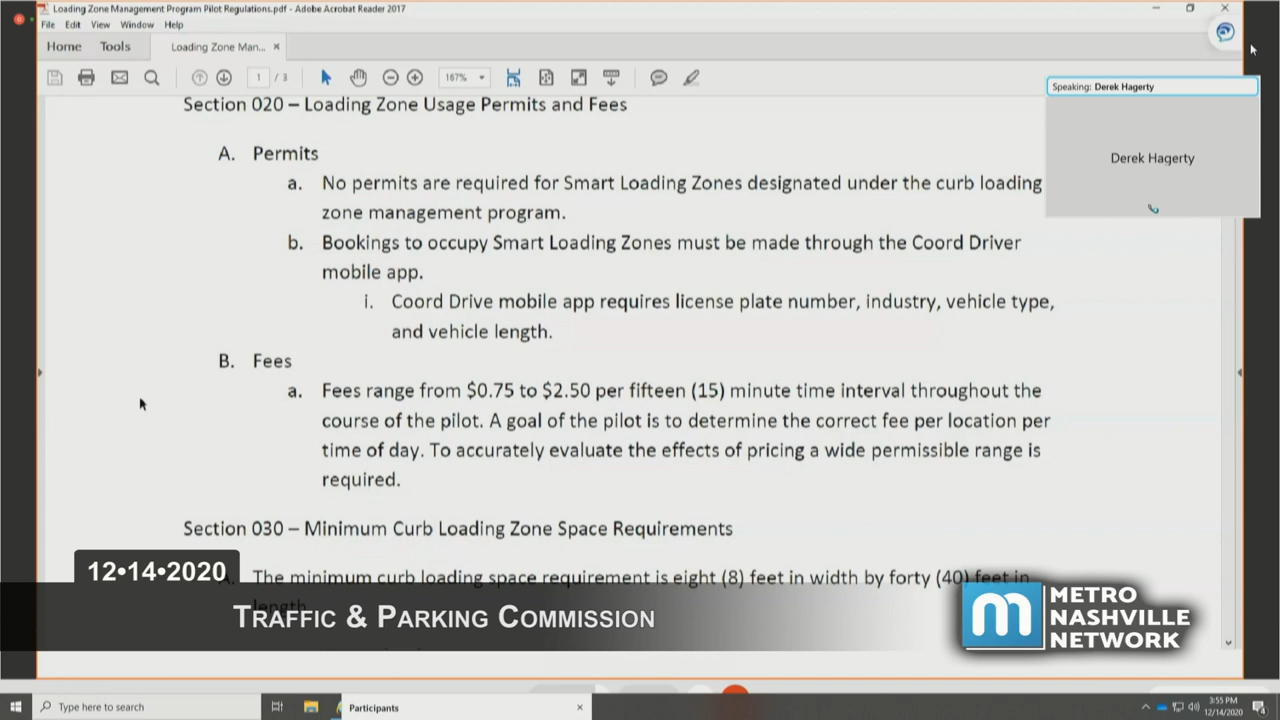 Loading Zone Management Program Pilot Regulations.pdf - Adobe Acrobat Reader 2017
File Edit View Window Help
Home Tools Loading Zone Man... ×
1 / 3 167%
Speaking: Derek Hagerty
Derek Hagerty
Section 020 – Loading Zone Usage Permits and Fees
A. Permits
a. No permits are required for Smart Loading Zones designated under the curb loading
zone management program.
b. Bookings to occupy Smart Loading Zones must be made through the Coord Driver
mobile app.
i. Coord Drive mobile app requires license plate number, industry, vehicle type,
and vehicle length.
B. Fees
a. Fees range from $0.75 to $2.50 per fifteen (15) minute time interval throughout the
course of the pilot. A goal of the pilot is to determine the correct fee per location per
time of day. To accurately evaluate the effects of pricing a wide permissible range is
required.
Section 030 – Minimum Curb Loading Zone Space Requirements
A. The minimum curb loading space requirement is eight (8) feet in width by forty (40) feet in
length.
12•14•2020
TRAFFIC & PARKING COMMISSION
m METRO
NASHVILLE
NETWORK
Type here to search
Participants ×
3:55 PM
12/14/2020
4